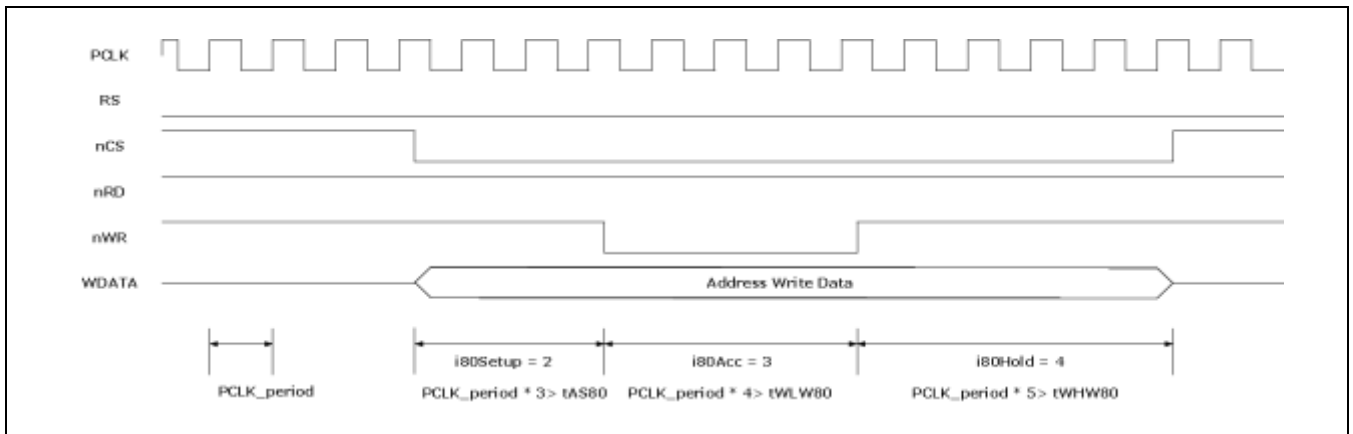 PCLK
RS
nCS
nRD
nWR
WDATA
Address Write Data
i80Setup = 2
i80Acc = 3
i80Hold = 4
PCLK_period
PCLK_period * 3> tAS80
PCLK_period * 4> tWLW80
PCLK_period * 5> tWHW80